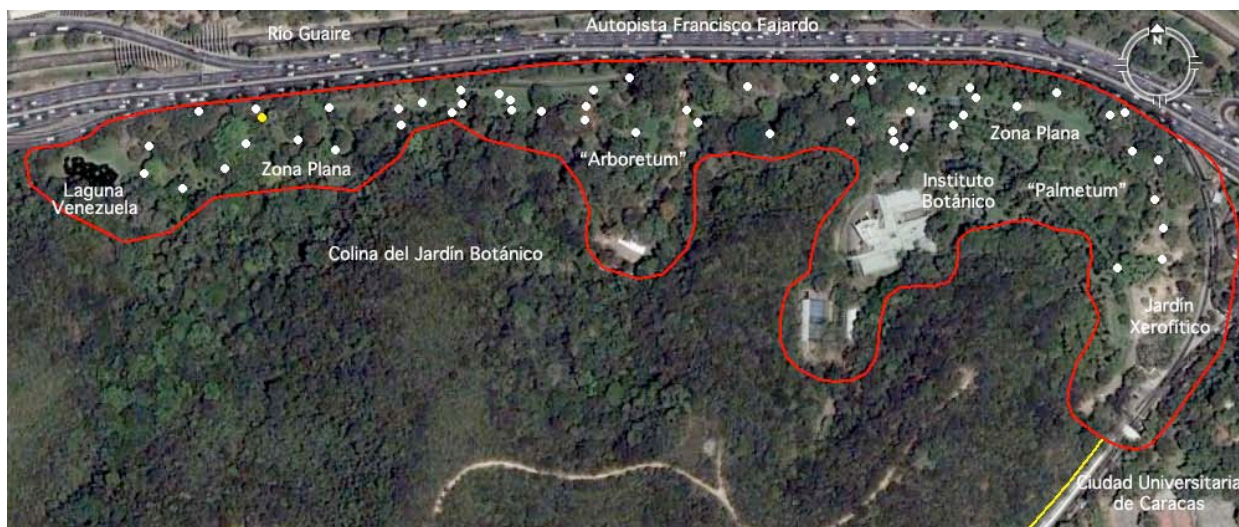 Río Guaire
Autopista Francisco Fajardo
N
Zona Plana
"Arboretum"
Zona Plana
Laguna
Venezuela
Instituto
Botánico
"Palmetum"
Colina del Jardín Botánico
Jardín
Xerofítico
Ciudad Universitaria
de Caracas